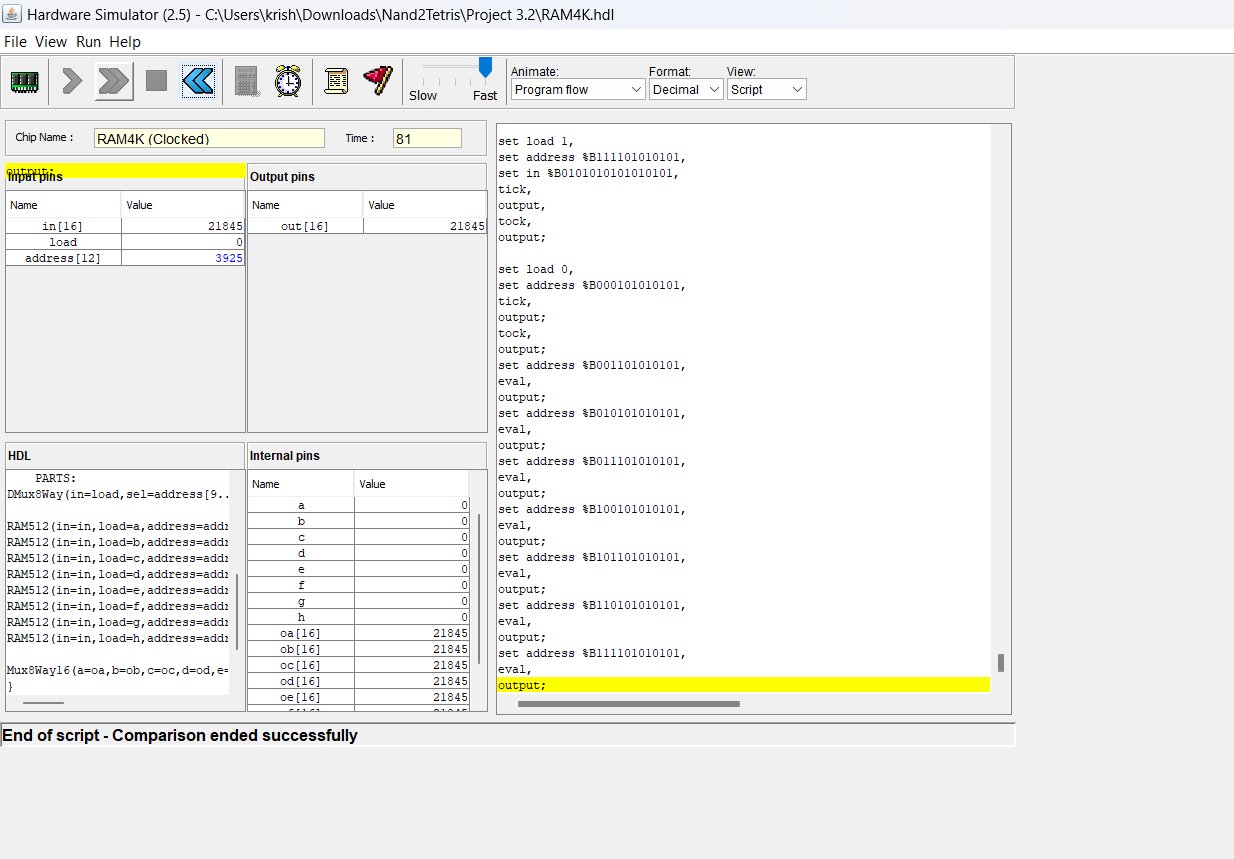 Hardware Simulator (2.5) - C:\Users\krish\Downloads\Nand2Tetris\Project 3.2\RAM4K.hdl
File View Run Help
Slow Fast
Animate: Format: View:
Program flow Decimal Script
Chip Name : RAM4K (Clocked) Time : 81
output;
Input pins
Name Value
in[16] 21845
load 0
address[12] 3925
Output pins
Name Value
out[16] 21845
HDL
PARTS:
DMux8Way(in=load,sel=address[9..
RAM512(in=in,load=a,address=addr
RAM512(in=in,load=b,address=addr
RAM512(in=in,load=c,address=addr
RAM512(in=in,load=d,address=addr
RAM512(in=in,load=e,address=addr
RAM512(in=in,load=f,address=addr
RAM512(in=in,load=g,address=addr
RAM512(in=in,load=h,address=addr
Mux8Way16(a=oa,b=ob,c=oc,d=od,e=
}
Internal pins
Name Value
a 0
b 0
c 0
d 0
e 0
f 0
g 0
h 0
oa[16] 21845
ob[16] 21845
oc[16] 21845
od[16] 21845
oe[16] 21845
set load 1,
set address %B111101010101,
set in %B0101010101010101,
tick,
output,
tock,
output;
set load 0,
set address %B000101010101,
tick,
output;
tock,
output;
set address %B001101010101,
eval,
output;
set address %B010101010101,
eval,
output;
set address %B011101010101,
eval,
output;
set address %B100101010101,
eval,
output;
set address %B101101010101,
eval,
output;
set address %B110101010101,
eval,
output;
set address %B111101010101,
eval,
output;
End of script - Comparison ended successfully